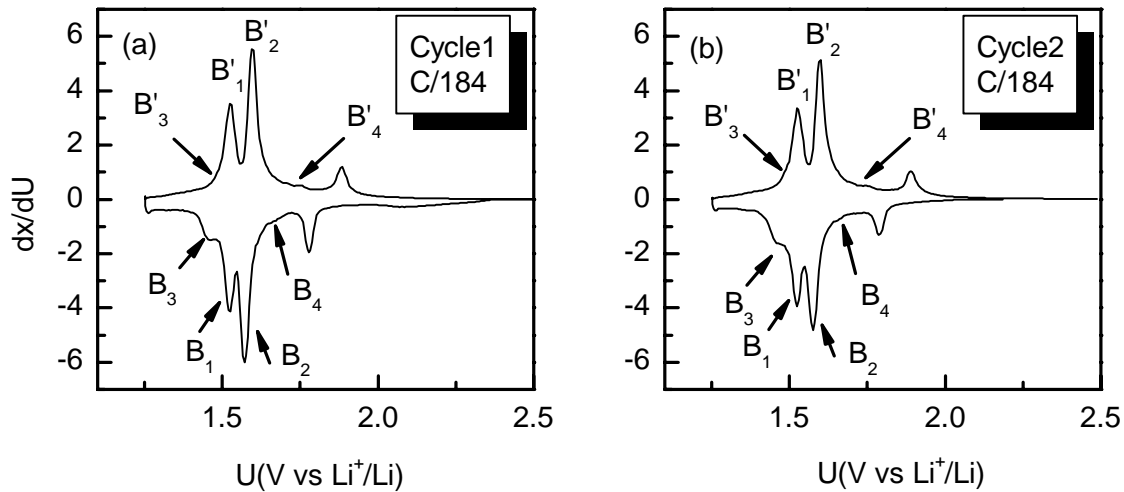 (a)
Cycle1
C/184
B'2
B'1
B'3
B'4
B3
B4
B1
B2
6
4
2
0
-2
-4
-6
dx/dU
1.5
2.0
2.5
U(V vs Li⁺/Li)
(b)
Cycle2
C/184
B'2
B'1
B'3
B'4
B3
B4
B1
B2
6
4
2
0
-2
-4
-6
1.5
2.0
2.5
U(V vs Li⁺/Li)